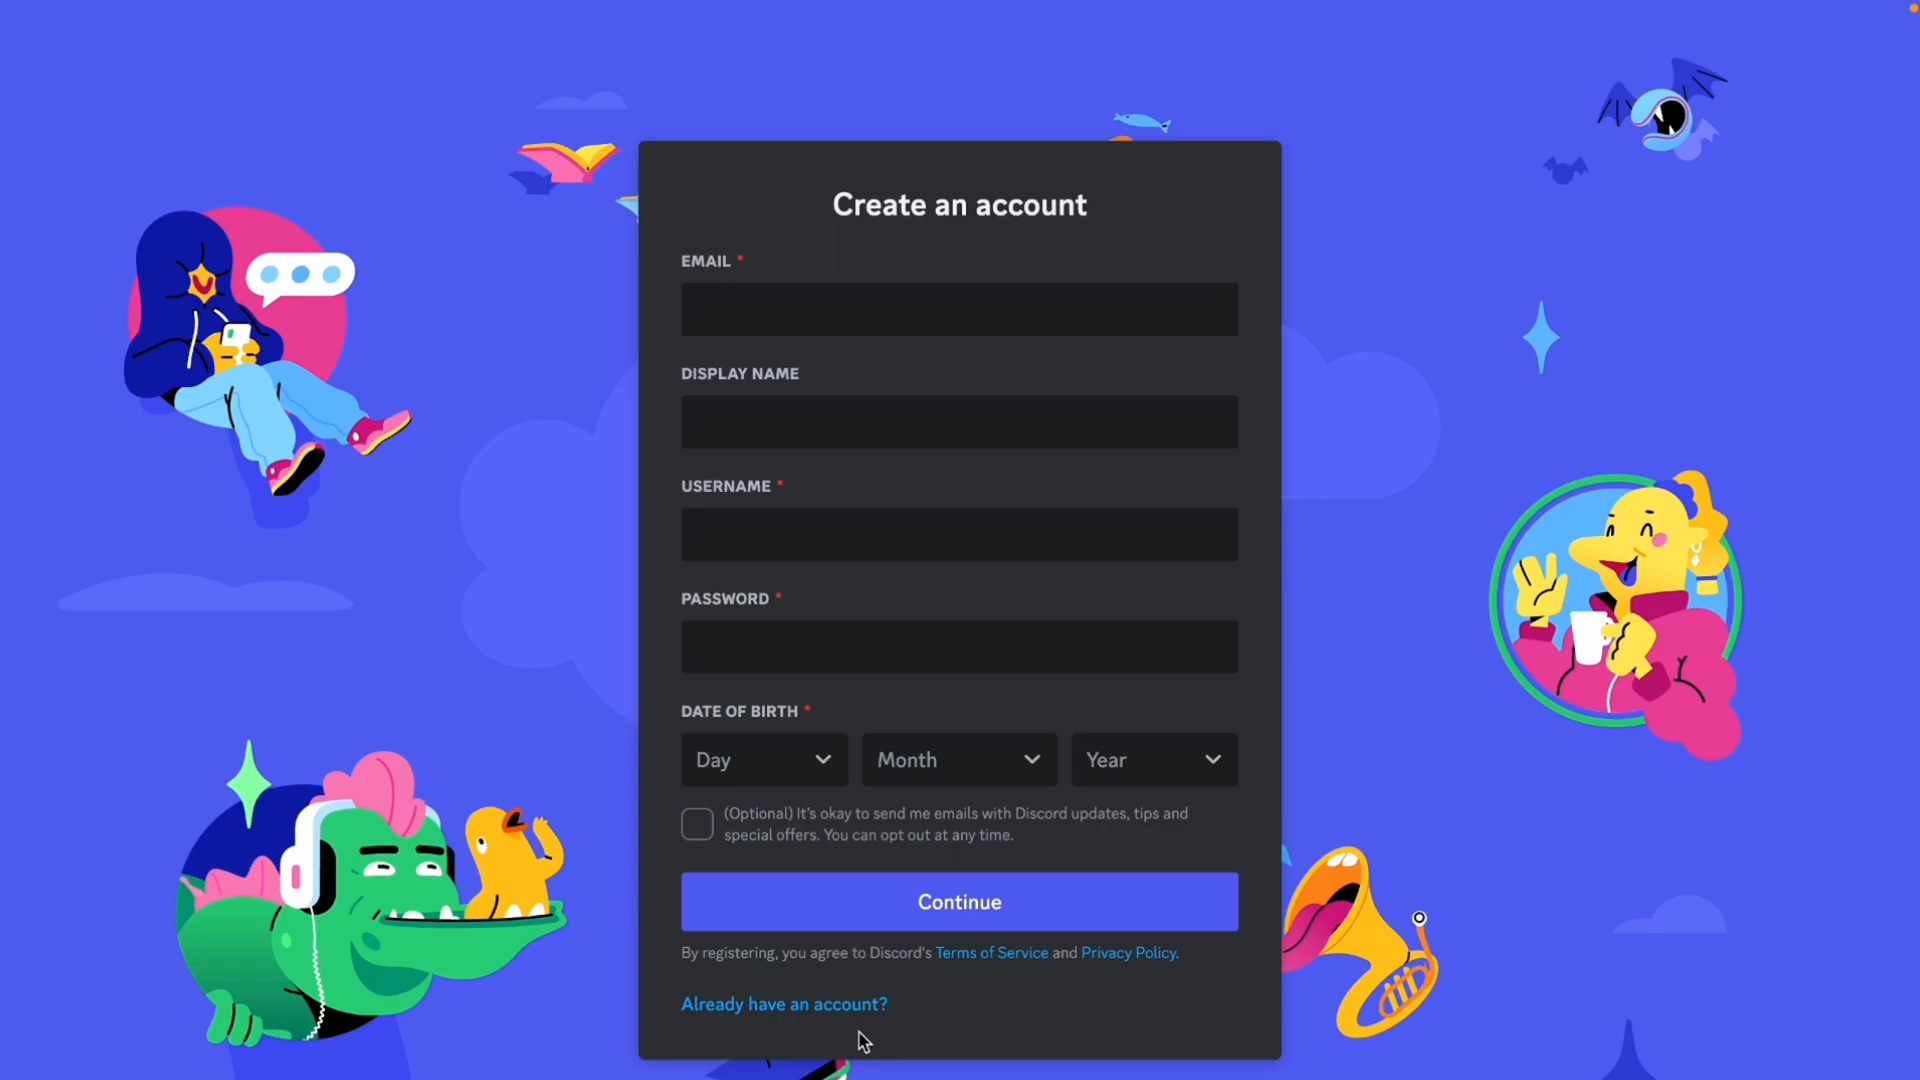 Create an account
EMAIL *
DISPLAY NAME
USERNAME *
PASSWORD *
DATE OF BIRTH *
Day Month Year
(Optional) It's okay to send me emails with Discord updates, tips and
special offers. You can opt out at any time.
Continue
By registering, you agree to Discord's Terms of Service and Privacy Policy.
Already have an account?